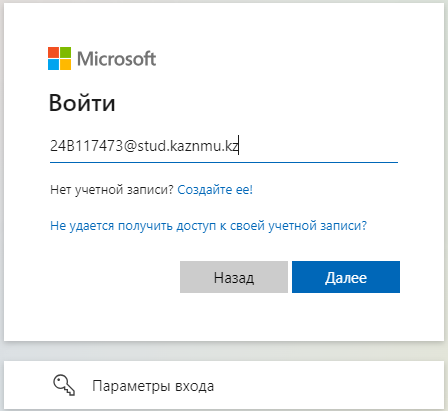 Microsoft
Войти
24B117473@stud.kaznmu.kz
Нет учетной записи? Создайте ее!
Не удается получить доступ к своей учетной записи?
Назад Далее
Параметры входа